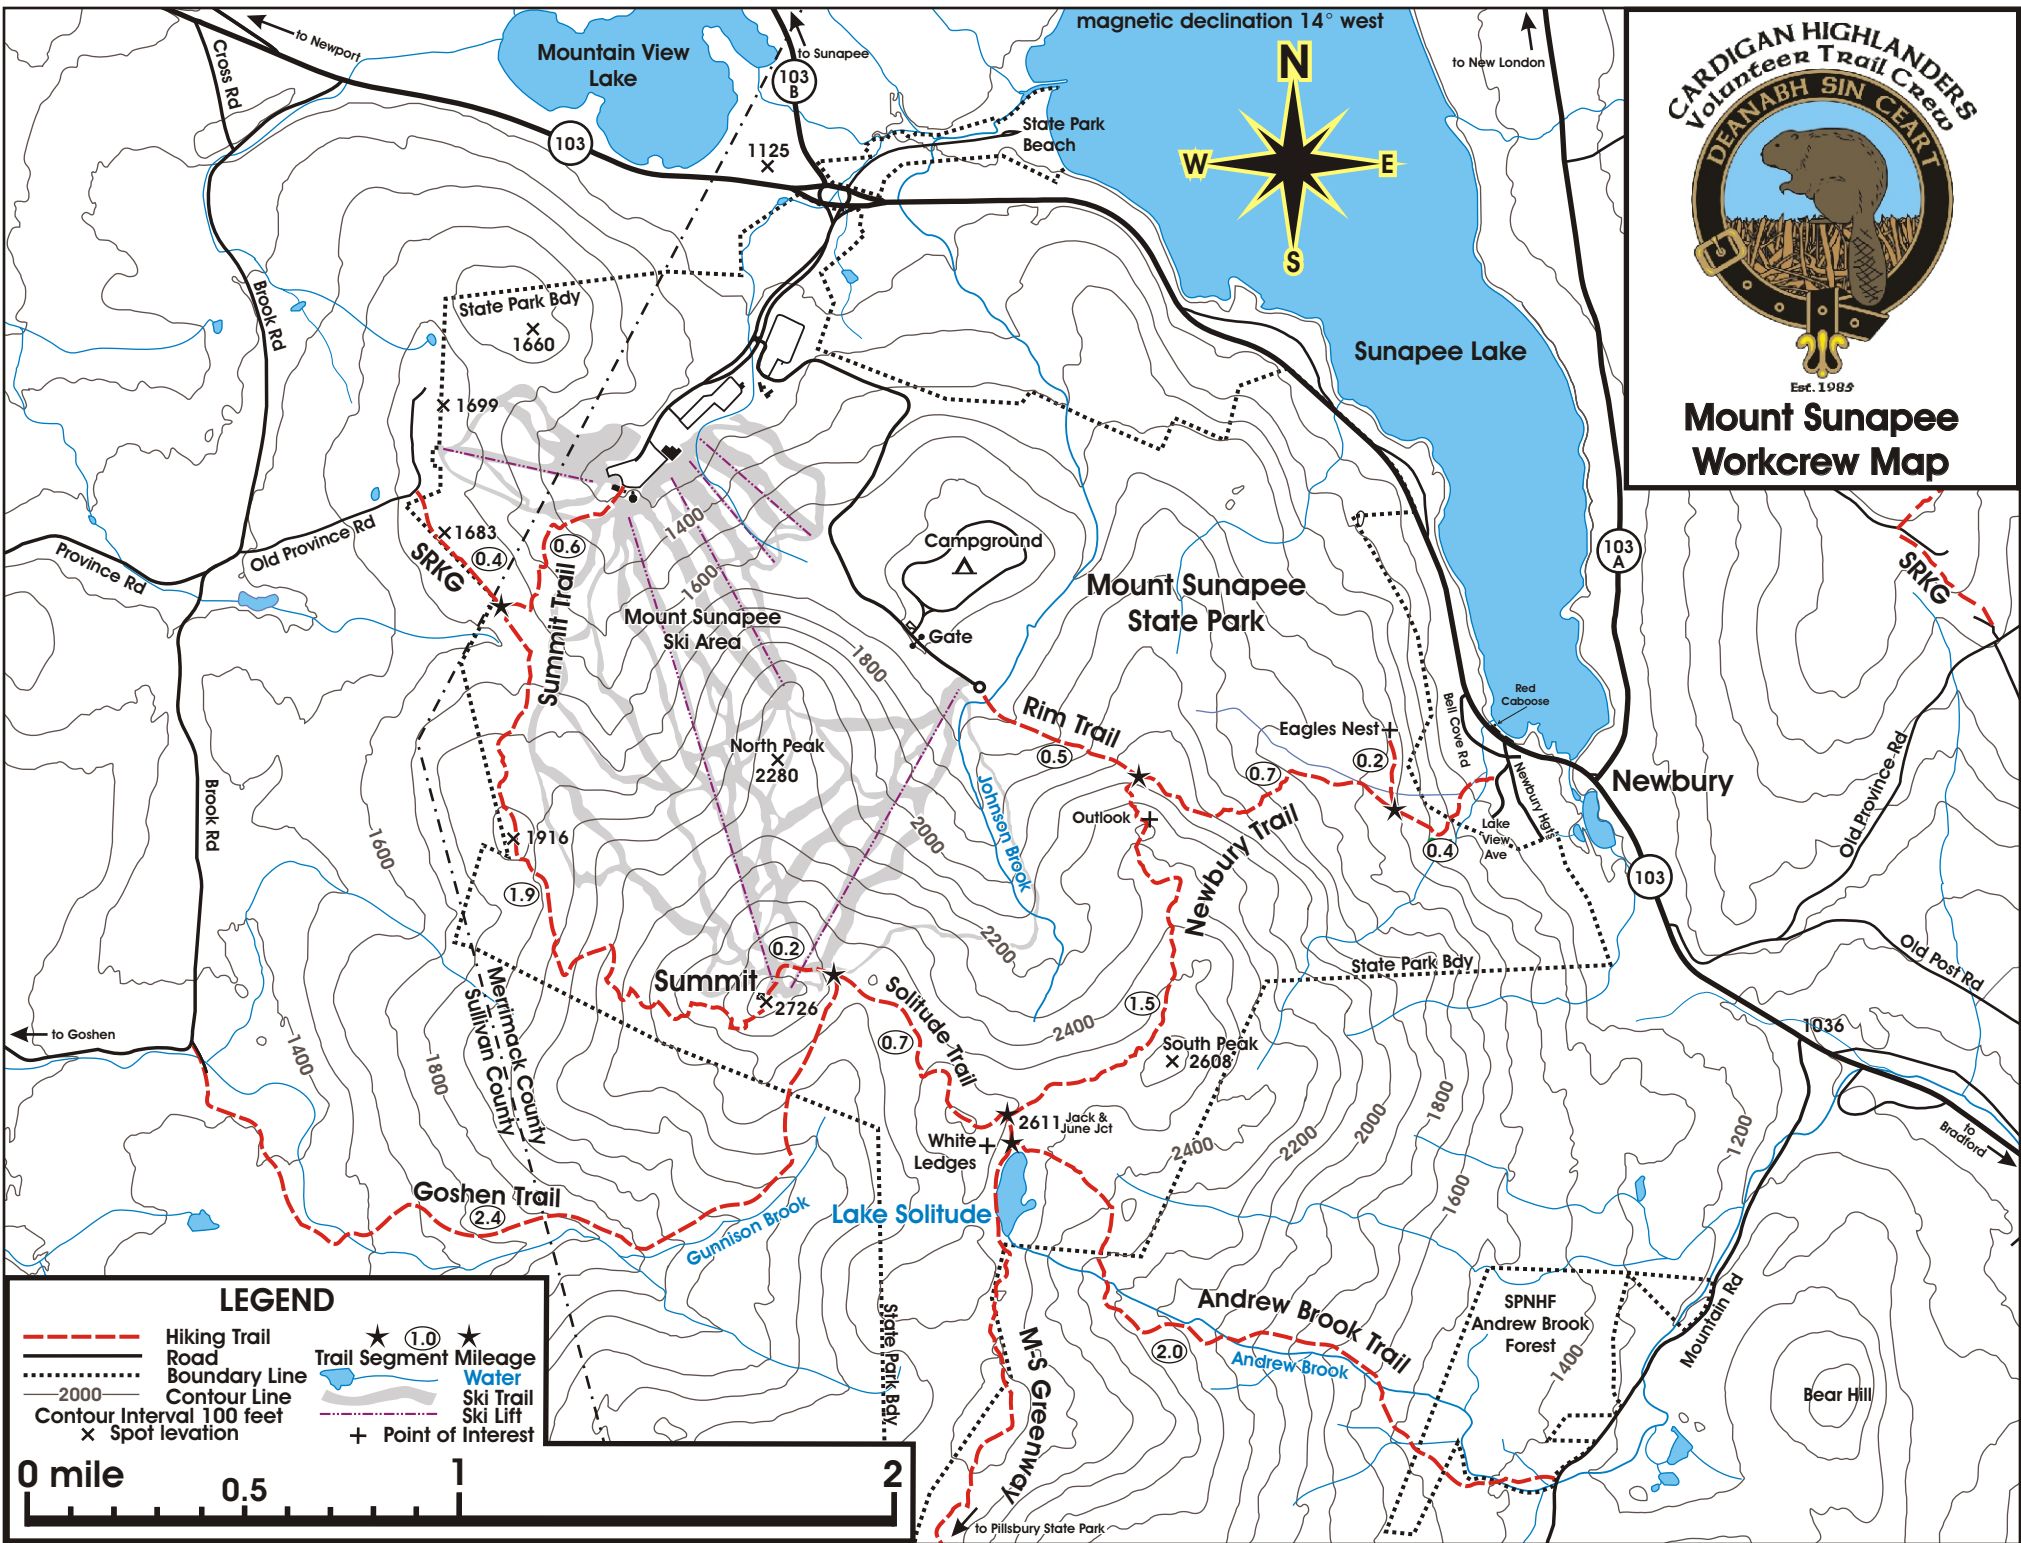 magnetic declination 14° west
to Newport
Cross Rd
Mountain View
Lake
to Sunapee
103
B
to New London
N
W
E
S
103
1125
State Park
Beach
CARDIGAN HIGHLANDERS
Volunteer Trail Crew
DEANABH SIN CEART
Est. 1985
Mount Sunapee
Workcrew Map
Brook Rd
State Park Bdy
1660
1699
Sunapee Lake
1683
0.4
0.6
SRKG
Old Province Rd
Province Rd
1400
1600
Campground
Mount Sunapee
State Park
103
A
SRKG
Summit Trail
Mount Sunapee
Ski Area
Gate
1800
Rim Trail
0.5
Eagles Nest
0.2
0.7
Bell Cove Rd
Red
Caboose
Newbury
Newbury Hgts
Lake
View
Ave
0.4
North Peak
2280
Johnson Brook
Outlook
Newbury Trail
Old Province Rd
Brook Rd
1600
1916
1.9
2000
103
2200
0.2
Summit
2726
Solitude Trail
0.7
1.5
2400
South Peak
2608
State Park Bdy
Old Post Rd
1036
to Goshen
1400
1800
Merrimack County
Sullivan County
2611
Jack &
June Jct
White
Ledges
Lake Solitude
2400
2200
2000
1800
1600
1200
to
Bradford
Goshen Trail
2.4
Gunnison Brook
State Park Bdy
M-S Greenway
Andrew Brook Trail
2.0
Andrew Brook
SPNHF
Andrew Brook
Forest
1400
Mountain Rd
Bear Hill
to Pillsbury State Park
LEGEND
Hiking Trail
Road
Boundary Line
2000
Contour Line
Contour Interval 100 feet
Spot levation
1.0
Trail Segment Mileage
Water
Ski Trail
Ski Lift
Point of Interest
0 mile
0.5
1
2